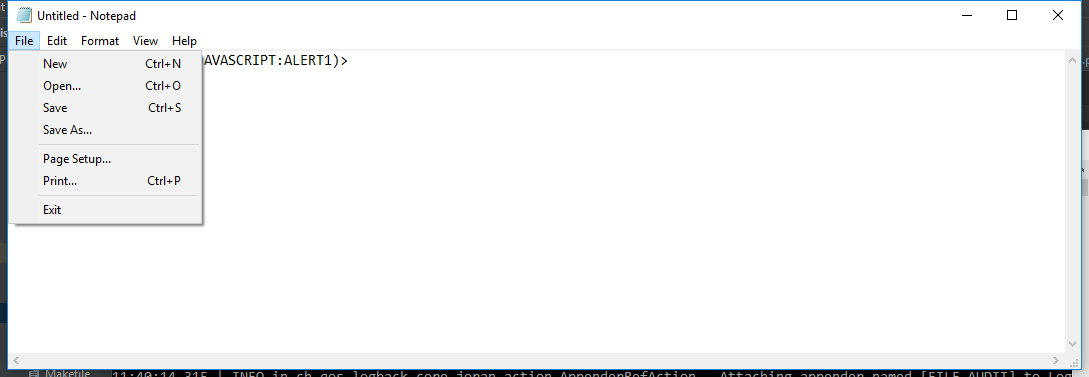 Untitled - Notepad
File Edit Format View Help
AVASCRIPT:ALERT1)>
New Ctrl+N
Open... Ctrl+O
Save Ctrl+S
Save As...
Page Setup...
Print... Ctrl+P
Exit
Makefile
11:40:14,315 | INFO in ch.qos.logback.core.joran.action.AppenderRefAction - Attaching appender named [FILE_AUDIT] to Log